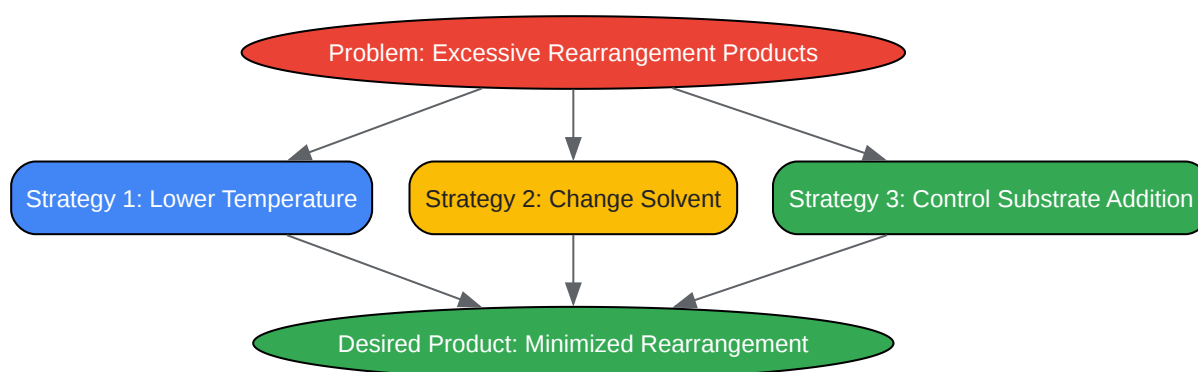 Problem: Excessive Rearrangement Products
Strategy 1: Lower Temperature
Strategy 2: Change Solvent
Strategy 3: Control Substrate Addition
Desired Product: Minimized Rearrangement